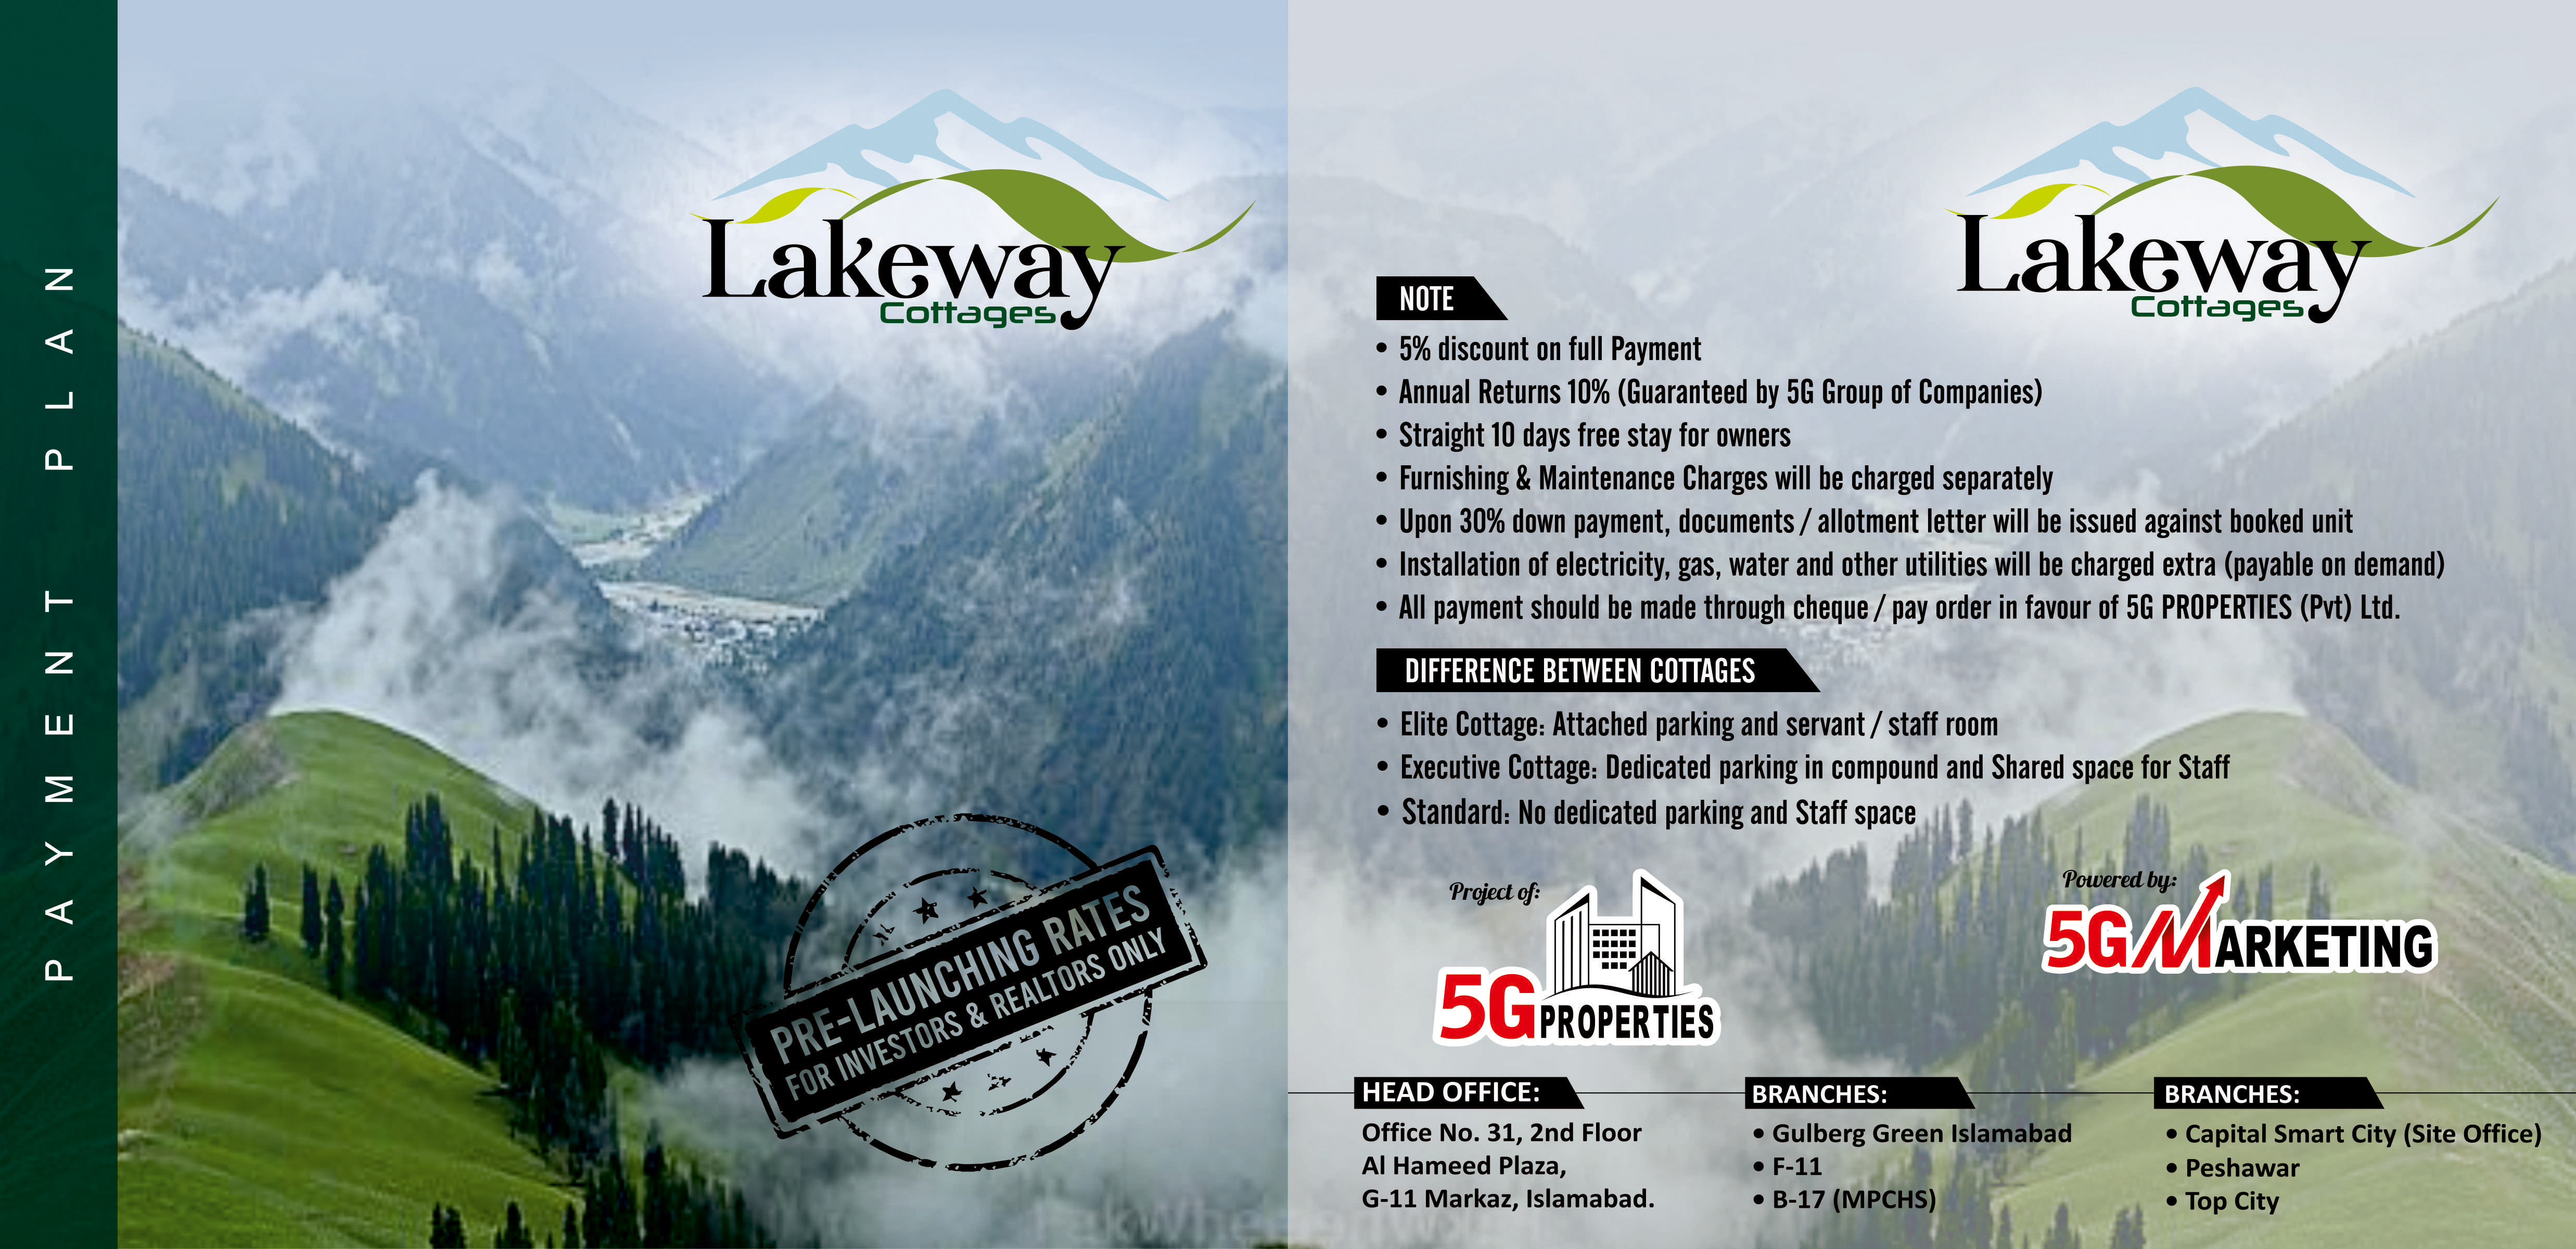 PAYMENT PLAN
Lakeway
Cottages
PRE-LAUNCHING RATES
FOR INVESTORS & REALTORS ONLY
Lakeway
Cottages
NOTE
• 5% discount on full Payment
• Annual Returns 10% (Guaranteed by 5G Group of Companies)
• Straight 10 days free stay for owners
• Furnishing & Maintenance Charges will be charged separately
• Upon 30% down payment, documents / allotment letter will be issued against booked unit
• Installation of electricity, gas, water and other utilities will be charged extra (payable on demand)
• All payment should be made through cheque / pay order in favour of 5G PROPERTIES (Pvt) Ltd.
DIFFERENCE BETWEEN COTTAGES
• Elite Cottage: Attached parking and servant / staff room
• Executive Cottage: Dedicated parking in compound and Shared space for Staff
• Standard: No dedicated parking and Staff space
Project of:
5G PROPERTIES
Powered by:
5G MARKETING
HEAD OFFICE:
Office No. 31, 2nd Floor
Al Hameed Plaza,
G-11 Markaz, Islamabad.
BRANCHES:
• Gulberg Green Islamabad
• F-11
• B-17 (MPCHS)
BRANCHES:
• Capital Smart City (Site Office)
• Peshawar
• Top City